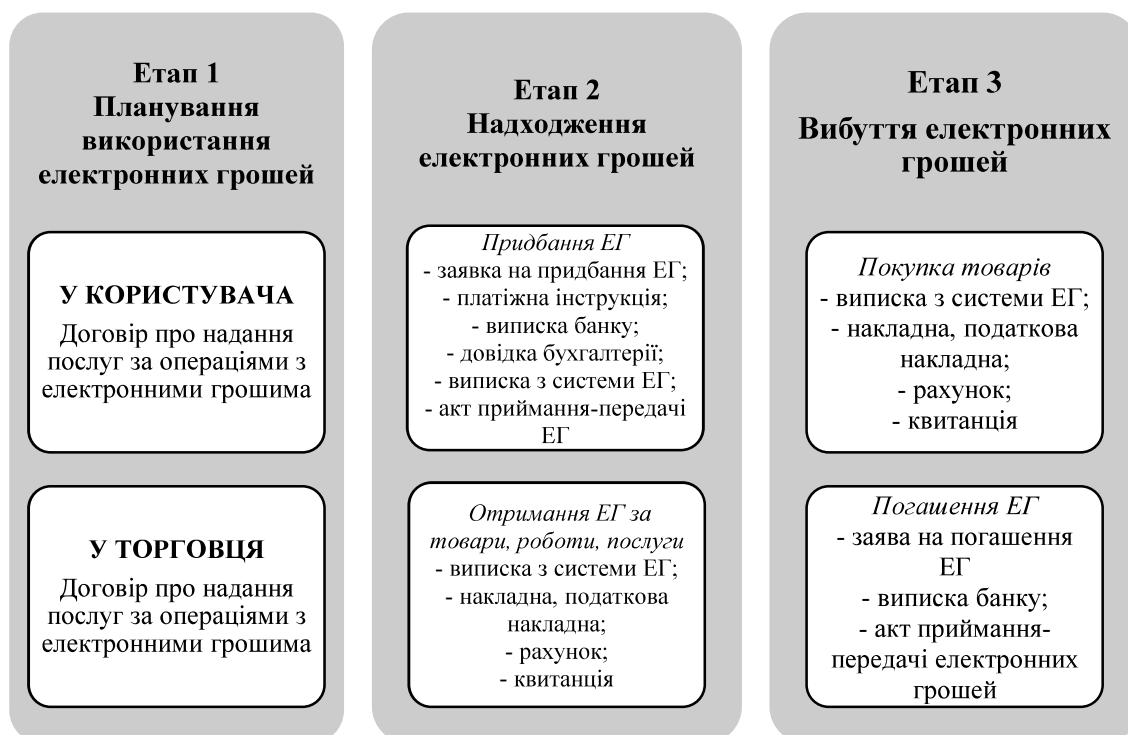 Етап 1
Планування
використання
електронних грошей
У КОРИСТУВАЧА
Договір про надання
послуг за операціями з
електронними грошима
У ТОРГОВЦЯ
Договір про надання
послуг за операціями з
електронними грошима
Етап 2
Надходження
електронних грошей
Придбання ЕГ
- заявка на придбання ЕГ;
- платіжна інструкція;
- виписка банку;
- довідка бухгалтерії;
- виписка з системи ЕГ;
- акт приймання-передачі
ЕГ
Отримання ЕГ за
товари, роботи, послуги
- виписка з системи ЕГ;
- накладна, податкова
накладна;
- рахунок;
- квитанція
Етап 3
Вибуття електронних
грошей
Покупка товарів
- виписка з системи ЕГ;
- накладна, податкова
накладна;
- рахунок;
- квитанція
Погашення ЕГ
- заява на погашення
ЕГ
- виписка банку;
- акт приймання-
передачі електронних
грошей